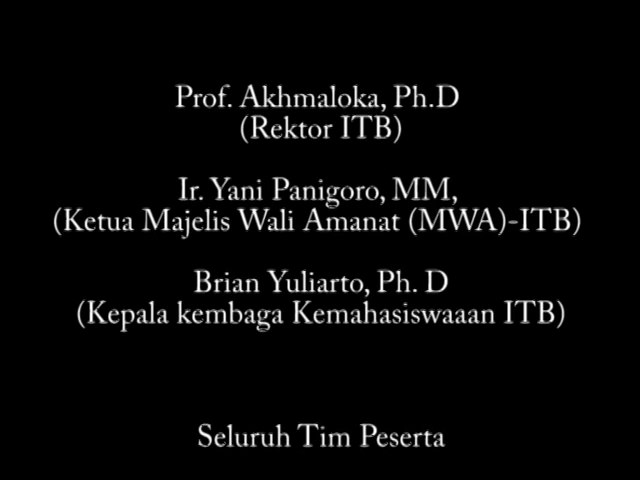 Prof. Akhmaloka, Ph.D
(Rektor ITB)
Ir. Yani Panigoro, MM,
(Ketua Majelis Wali Amanat (MWA)-ITB)
Brian Yuliarto, Ph. D
(Kepala kembaga Kemahasiswaaan ITB)
Seluruh Tim Peserta